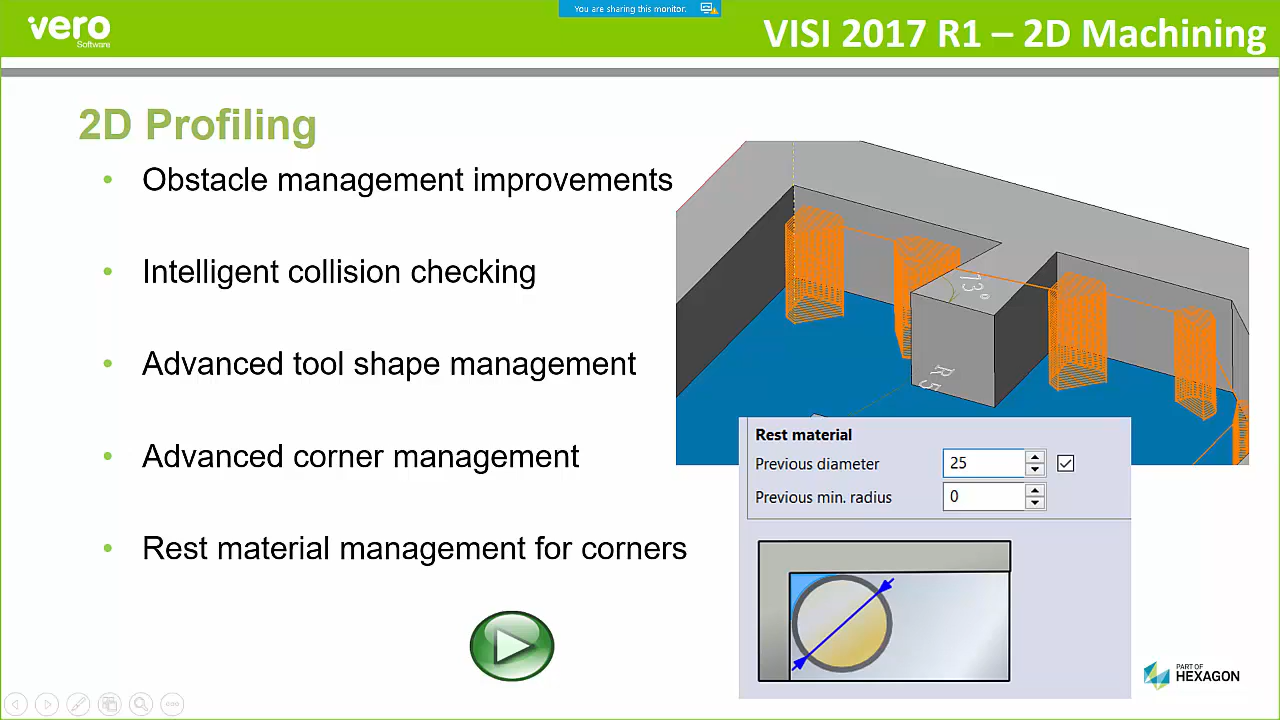 You are sharing this monitor.
vero
Software
VISI 2017 R1 – 2D Machining
2D Profiling
• Obstacle management improvements
• Intelligent collision checking
• Advanced tool shape management
• Advanced corner management
• Rest material management for corners
13°
R 5
Rest material
Previous diameter 25
Previous min. radius 0
PART OF
HEXAGON